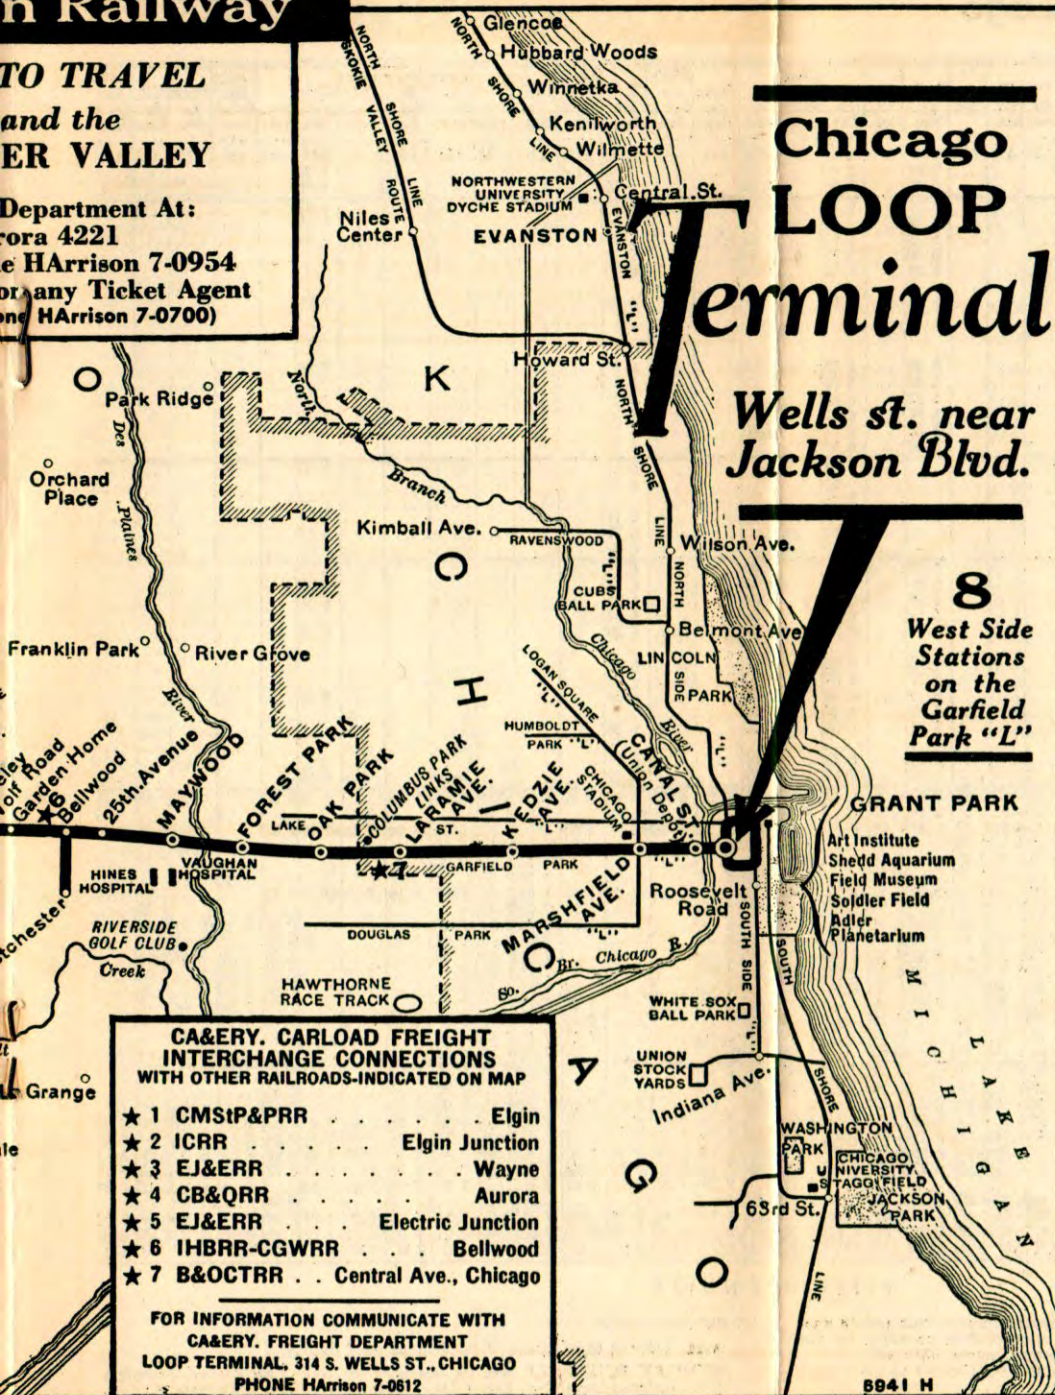 n Railway
TO TRAVEL
and the
ER VALLEY
Department At:
rora 4221
e HArrison 7-0954
or any Ticket Agent
one HArrison 7-0700)
Chicago
LOOP
Terminal
Wells st. near
Jackson Blvd.
8
West Side
Stations
on the
Garfield
Park "L"
NORTH SHORE LINE
SKOKIE VALLEY ROUTE
NORTH SHORE LINE
Glencoe
Hubbard Woods
Winnetka
Kenilworth
Wilmette
NORTHWESTERN
UNIVERSITY
DYCHE STADIUM
Central St.
Niles
Center
EVANSTON
EVANSTON "L"
Howard St.
O
K
Park Ridge
North
Des
Plaines
River
Orchard
Place
Branch
NORTH SHORE LINE
Kimball Ave.
RAVENSWOOD "L"
Wilson Ave.
C
CUBS
BALL PARK
NORTH SIDE "L"
Belmont Ave
Franklin Park
River Grove
Chicago
River
LINCOLN
PARK
LOGAN SQUARE
"L"
H
HUMBOLDT
PARK "L"
eley
olf Road
Garden Home
★6
Bellwood
25th. Avenue
MAYWOOD
FOREST PARK
OAK PARK
COLUMBUS PARK
LINKS
LARAMIE
AVE.
I
KEDZIE
AVE.
CHICAGO
STADIUM
CANAL ST.
(Union Depot)
GRANT PARK
LAKE ST. "L"
★7
GARFIELD PARK "L"
Art Institute
Shedd Aquarium
Field Museum
Soldier Field
Adler
Planetarium
HINES
HOSPITAL
VAUGHAN
HOSPITAL
MARSHFIELD
AVE.
Roosevelt
Road
tchester
RIVERSIDE
GOLF CLUB
Creek
DOUGLAS PARK "L"
C
So. Br. Chicago R.
SOUTH SIDE "L"
SOUTH SHORE LINE
HAWTHORNE
RACE TRACK
WHITE SOX
BALL PARK
LAKE
MICHIGAN
A
UNION
STOCK
YARDS
Indiana Ave.
Grange
WASHINGTON
PARK
CHICAGO
UNIVERSITY
STAGG FIELD
JACKSON
PARK
63rd St.
G
O
CA&ERY. CARLOAD FREIGHT
INTERCHANGE CONNECTIONS
WITH OTHER RAILROADS-INDICATED ON MAP
★ 1 CMStP&PRR . . . . . . . Elgin
★ 2 ICRR . . . . . Elgin Junction
★ 3 EJ&ERR . . . . . . . . Wayne
★ 4 CB&QRR . . . . . Aurora
★ 5 EJ&ERR . . . Electric Junction
★ 6 IHBRR-CGWRR . . . Bellwood
★ 7 B&OCTRR . . Central Ave., Chicago
FOR INFORMATION COMMUNICATE WITH
CA&ERY. FREIGHT DEPARTMENT
LOOP TERMINAL, 314 S. WELLS ST., CHICAGO
PHONE HArrison 7-0612
6941 H